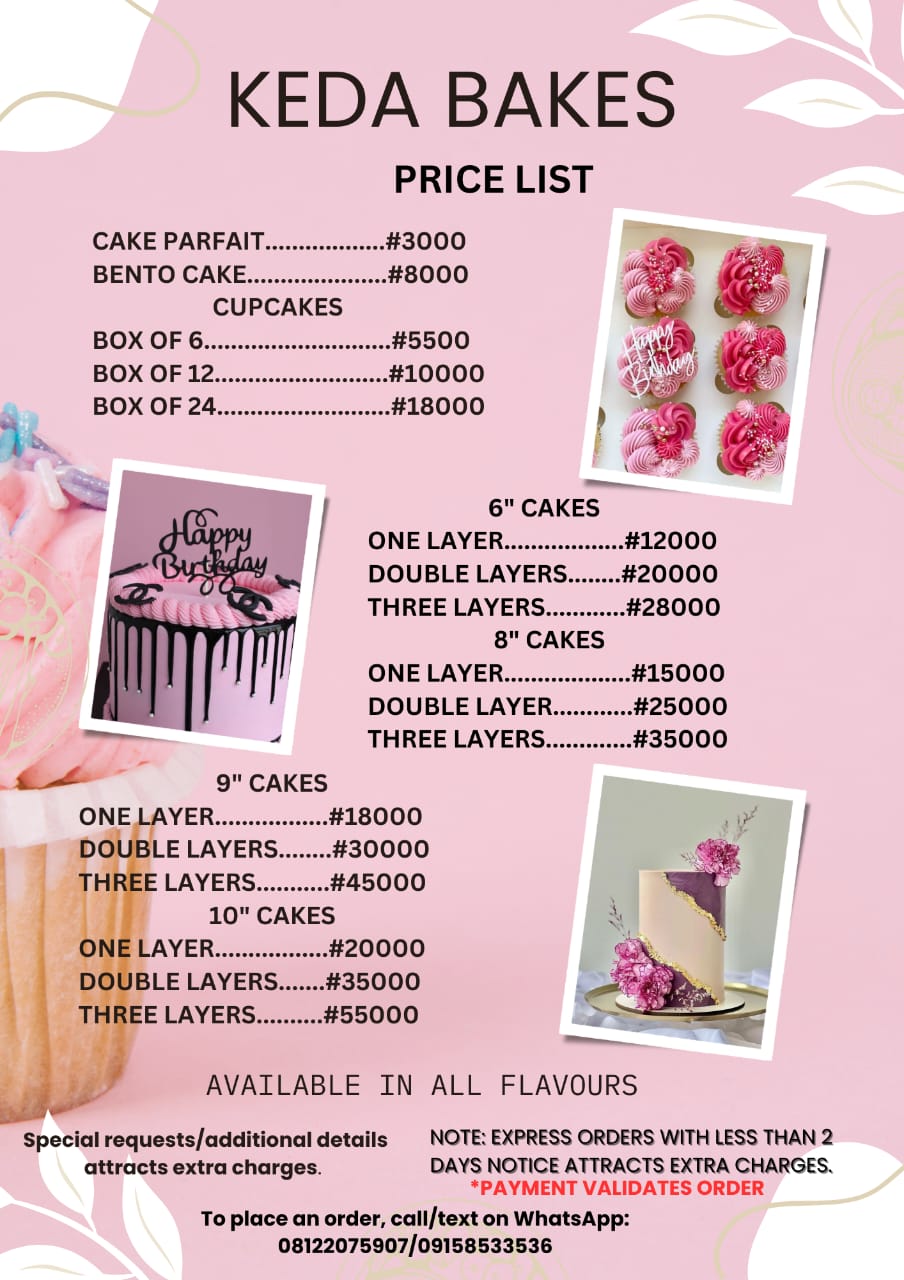 KEDA BAKES
PRICE LIST
CAKE PARFAIT..................#3000
BENTO CAKE.....................#8000
CUPCAKES
BOX OF 6............................#5500
BOX OF 12..........................#10000
BOX OF 24..........................#18000
Happy
Birthday
6" CAKES
ONE LAYER..................#12000
DOUBLE LAYERS........#20000
THREE LAYERS............#28000
8" CAKES
ONE LAYER...................#15000
DOUBLE LAYER............#25000
THREE LAYERS.............#35000
Happy
Birthday
9" CAKES
ONE LAYER.................#18000
DOUBLE LAYERS........#30000
THREE LAYERS...........#45000
10" CAKES
ONE LAYER.................#20000
DOUBLE LAYERS.......#35000
THREE LAYERS..........#55000
AVAILABLE IN ALL FLAVOURS
Special requests/additional details
attracts extra charges.
NOTE: EXPRESS ORDERS WITH LESS THAN 2
DAYS NOTICE ATTRACTS EXTRA CHARGES.
*PAYMENT VALIDATES ORDER
To place an order, call/text on WhatsApp:
08122075907/09158533536